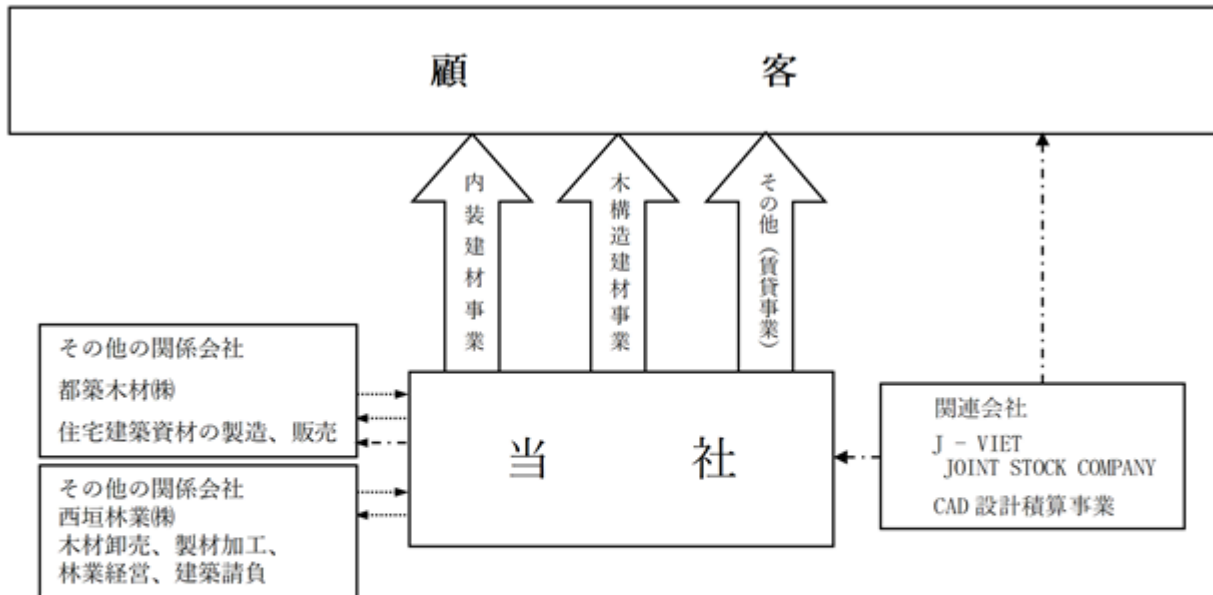 顧客
内装建材事業
木構造建材事業
その他（賃貸事業）
その他の関係会社
都築木材㈱
住宅建築資材の製造、販売
その他の関係会社
西垣林業㈱
木材卸売、製材加工、
林業経営、建築請負
当社
関連会社
J － VIET
JOINT STOCK COMPANY
CAD 設計積算事業